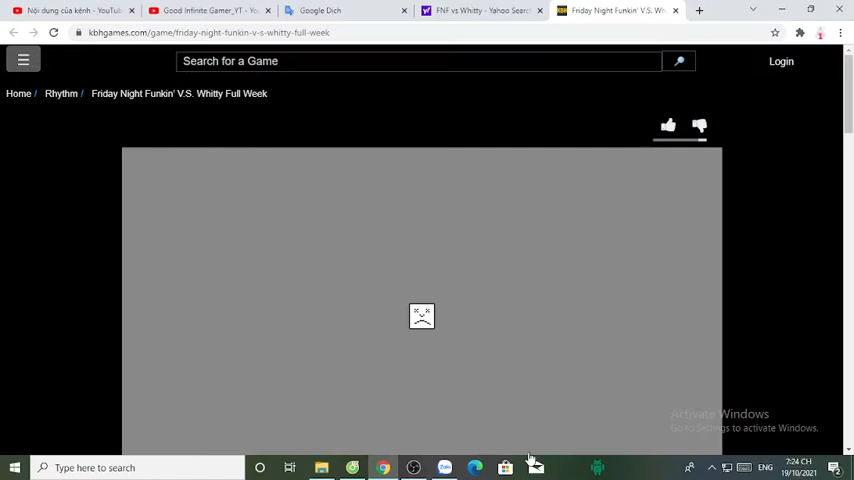 Nội dung của kênh - YouTub
Good Infinite Gamer_YT - You
Google Dịch
FNF vs Whitty - Yahoo Search
Friday Night Funkin' V.S. Wh
kbhgames.com/game/friday-night-funkin-v-s-whitty-full-week
Search for a Game
Login
Home / Rhythm / Friday Night Funkin' V.S. Whitty Full Week
Activate Windows
Go to Settings to activate Windows.
Type here to search
Zalo
ENG
7:24 CH
19/10/2021
2